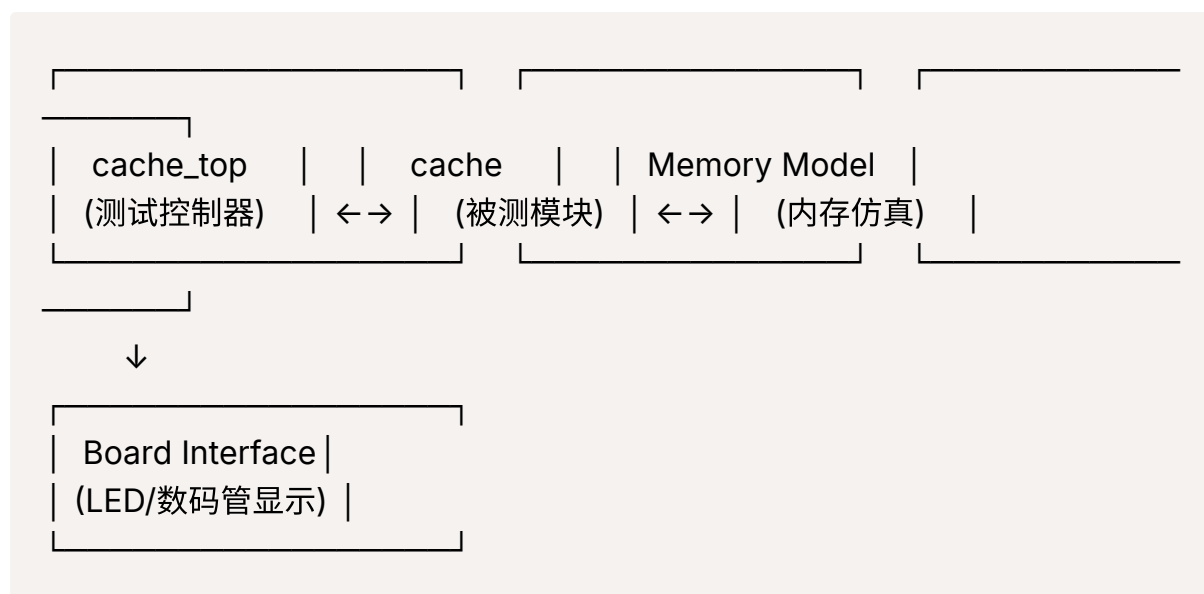 ┌─────────────────┐  ┌──────────────┐  ┌───────────
──────┐
│  cache_top   │  │  cache   │  │ Memory Model  │
│ (测试控制器)  │ ←→ │  (被测模块) │ ←→ │  (内存仿真)  │
└─────────────────┘  └──────────────┘  └───────────
──────┘
↓
┌─────────────────┐
│ Board Interface│
│ (LED/数码管显示) │
└─────────────────┘